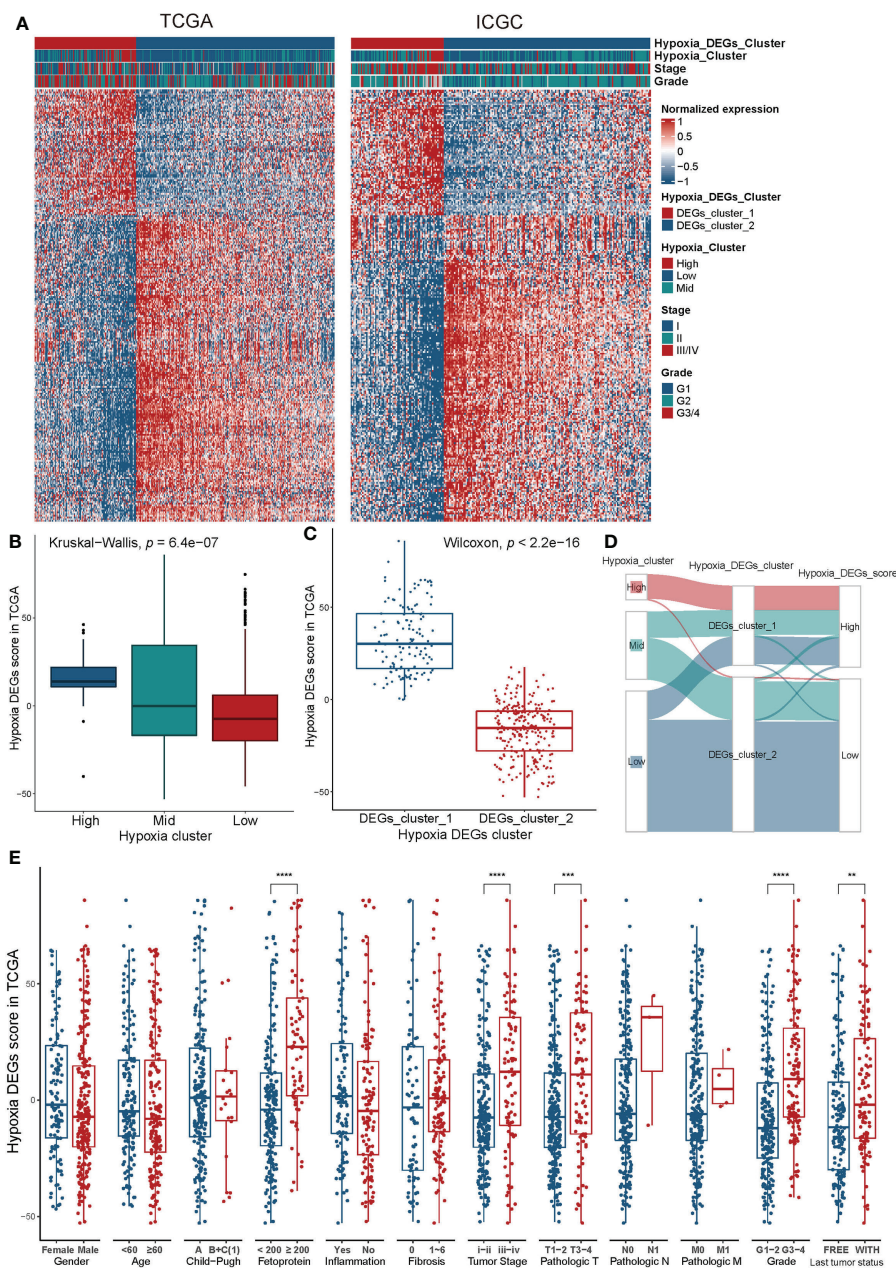 A
TCGA
ICGC
Hypoxia_DEGs_Cluster
Hypoxia_Cluster
Stage
Grade
Normalized expression
1
0.5
0
−0.5
−1
Hypoxia_DEGs_Cluster
DEGs_cluster_1
DEGs_cluster_2
Hypoxia_Cluster
High
Low
Mid
Stage
I
II
III/IV
Grade
G1
G2
G3/4
B
Kruskal−Wallis, p = 6.4e−07
Hypoxia DEGs score in TCGA
50
0
−50
High Mid Low
Hypoxia cluster
C
Wilcoxon, p < 2.2e−16
Hypoxia DEGs score in TCGA
50
0
−50
DEGs_cluster_1 DEGs_cluster_2
Hypoxia DEGs cluster
D
Hypoxia_cluster
Hypoxia_DEGs_cluster
Hypoxia_DEGs_score
High
Mid
Low
DEGs_cluster_1
DEGs_cluster_2
High
Low
E
Hypoxia DEGs score in TCGA
50
0
−50
**** **** *** **** **
Female Male <60 ≥60 A B+C(1) < 200 ≥ 200 Yes No 0 1~6 i−ii iii−iv T1−2 T3−4 N0 N1 M0 M1 G1−2 G3−4 FREE WITH
Gender Age Child−Pugh Fetoprotein Inflammation Fibrosis Tumor Stage Pathologic T Pathologic N Pathologic M Grade Last tumor status